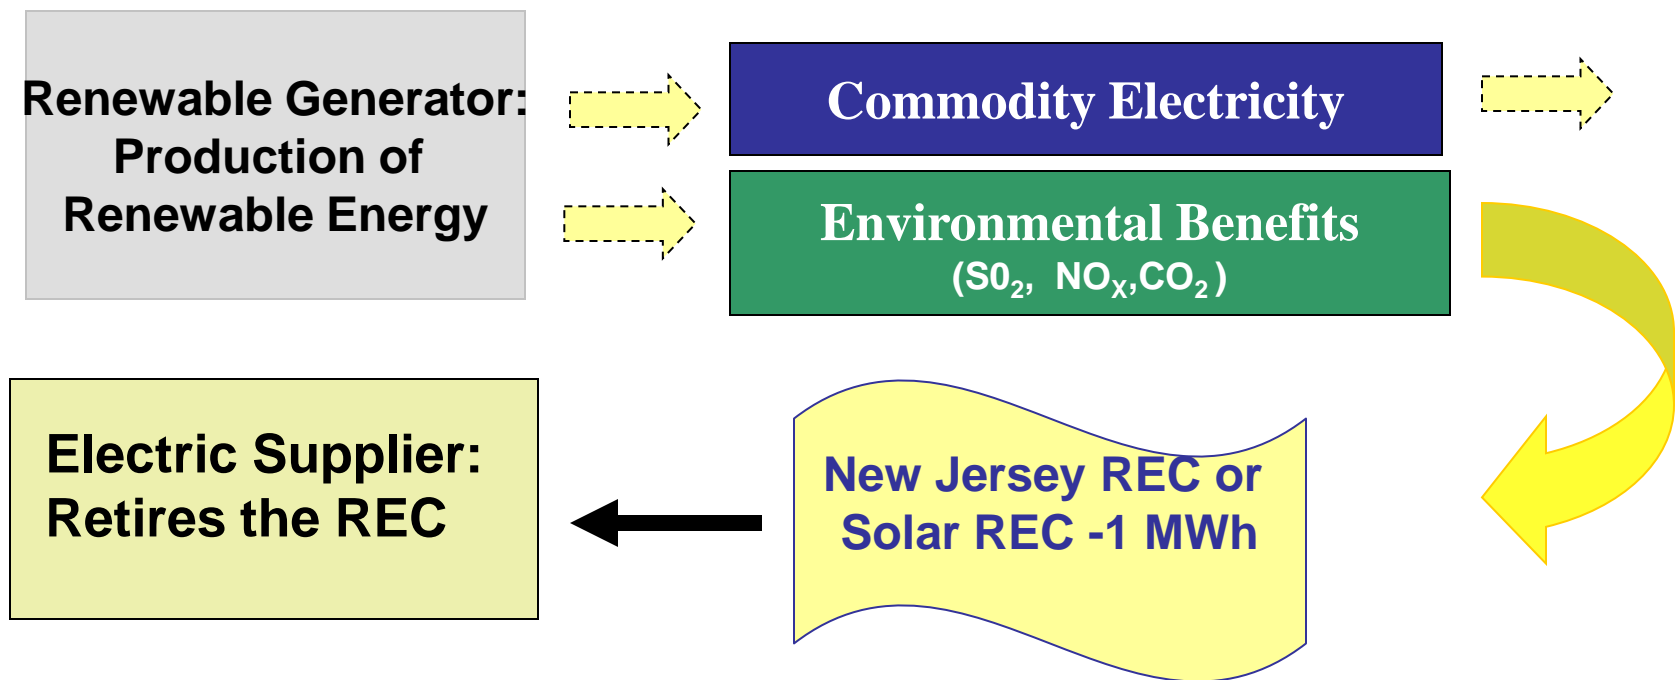 Renewable Generator:
Production of
Renewable Energy
Commodity Electricity
Environmental Benefits
(S0₂, NOₓ,CO₂ )
Electric Supplier:
Retires the REC
New Jersey REC or
Solar REC -1 MWh